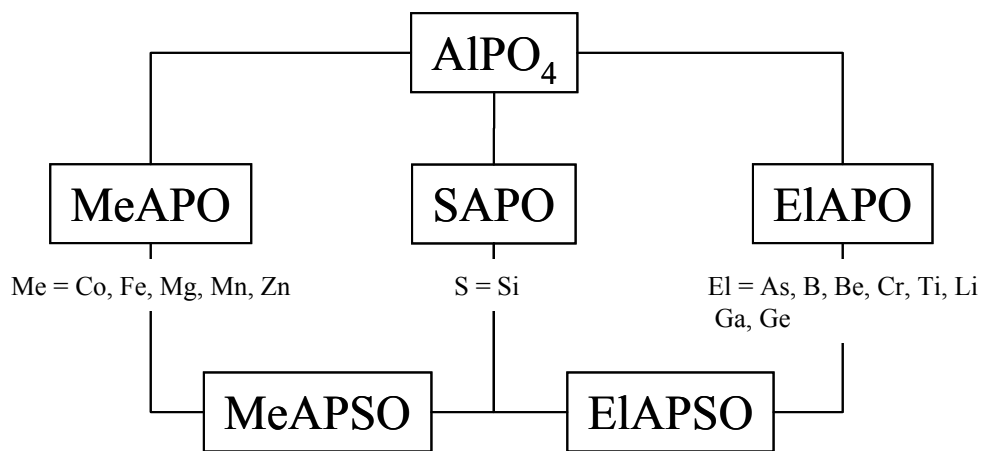 AlPO₄
MeAPO
SAPO
ElAPO
Me = Co, Fe, Mg, Mn, Zn
S = Si
El = As, B, Be, Cr, Ti, Li
Ga, Ge
MeAPSO
ElAPSO